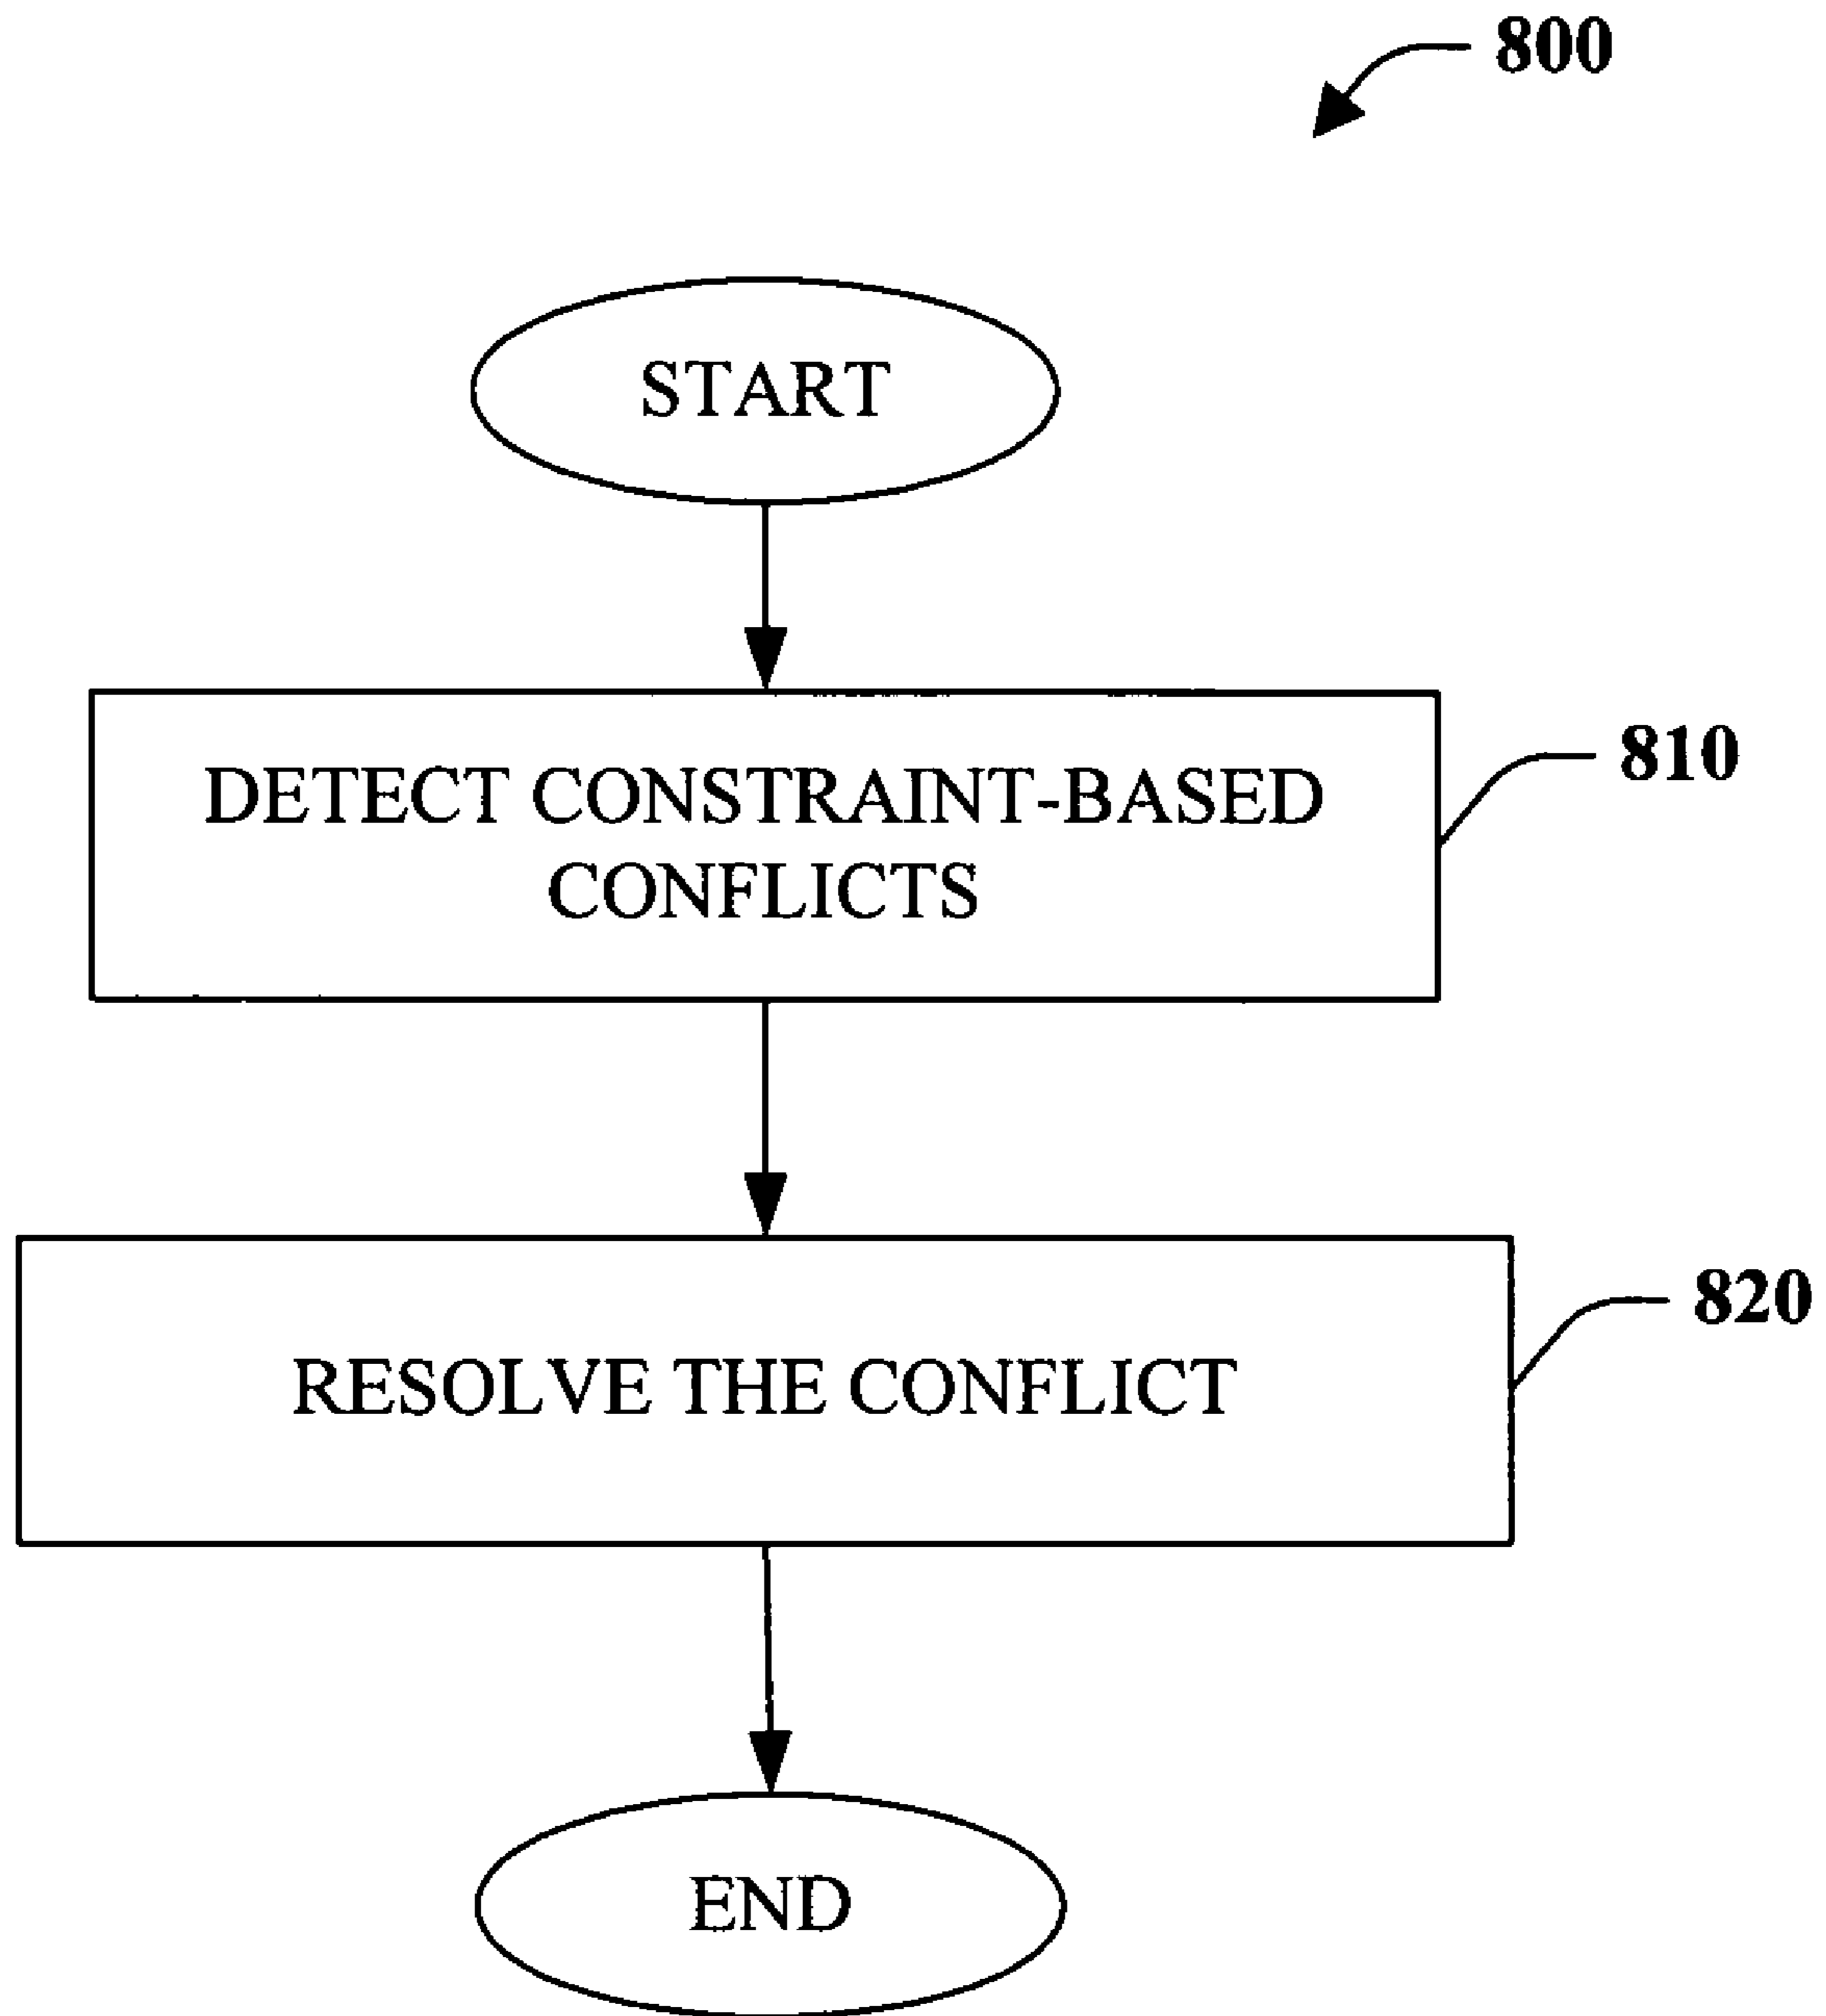 800
START
DETECT CONSTRAINT-BASED
CONFLICTS
810
RESOLVE THE CONFLICT
820
END